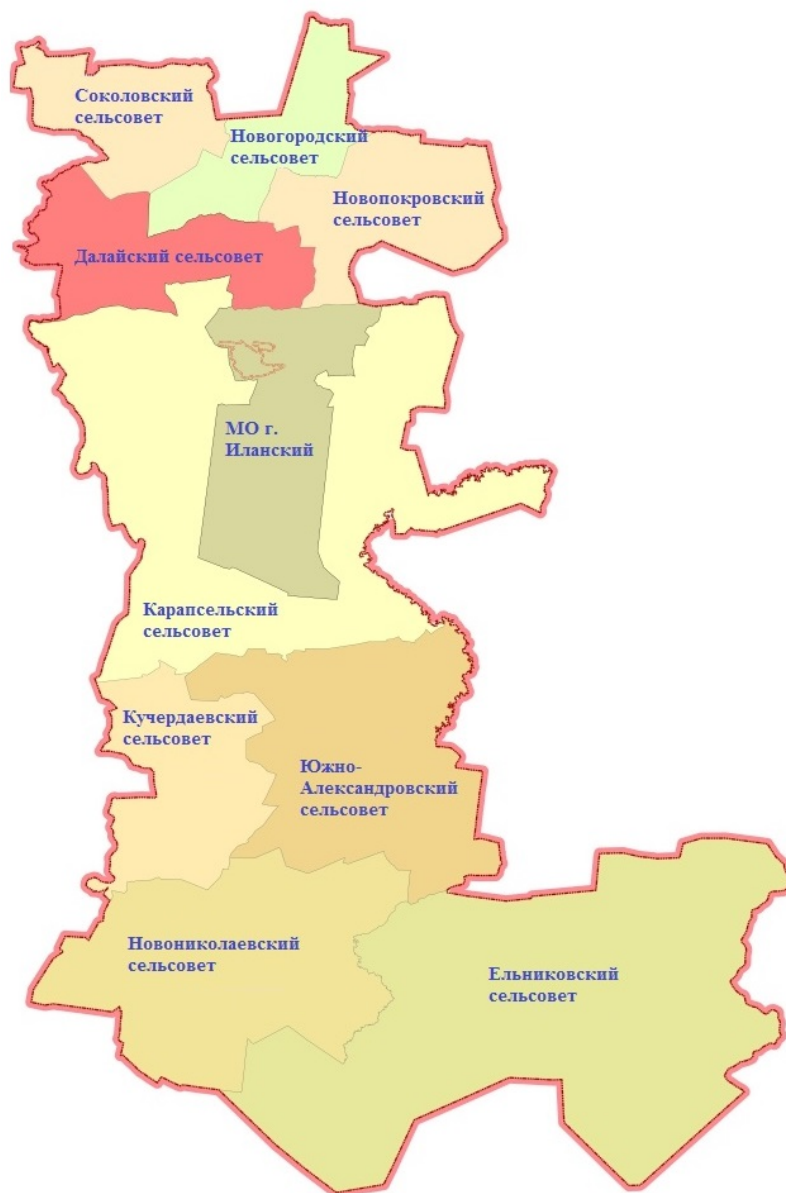 Соколовский
сельсовет
Новогородский
сельсовет
Новопокровский
сельсовет
Далайский сельсовет
МО г.
Иланский
Карапсельский
сельсовет
Кучердаевский
сельсовет
Южно-
Александровский
сельсовет
Новониколаевский
сельсовет
Ельниковский
сельсовет